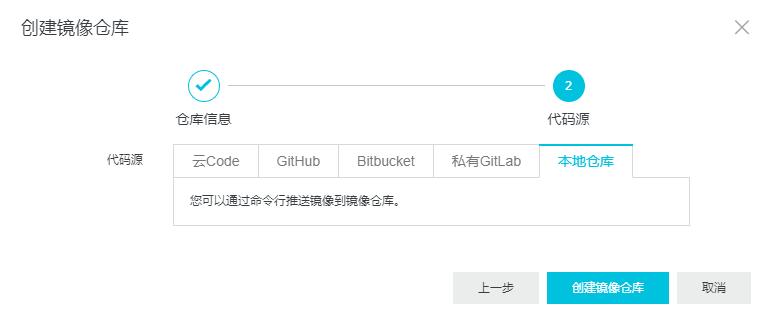 创建镜像仓库
2
仓库信息
代码源
代码源
云Code
GitHub
Bitbucket
私有GitLab
本地仓库
您可以通过命令行推送镜像到镜像仓库。
上一步
创建镜像仓库
取消